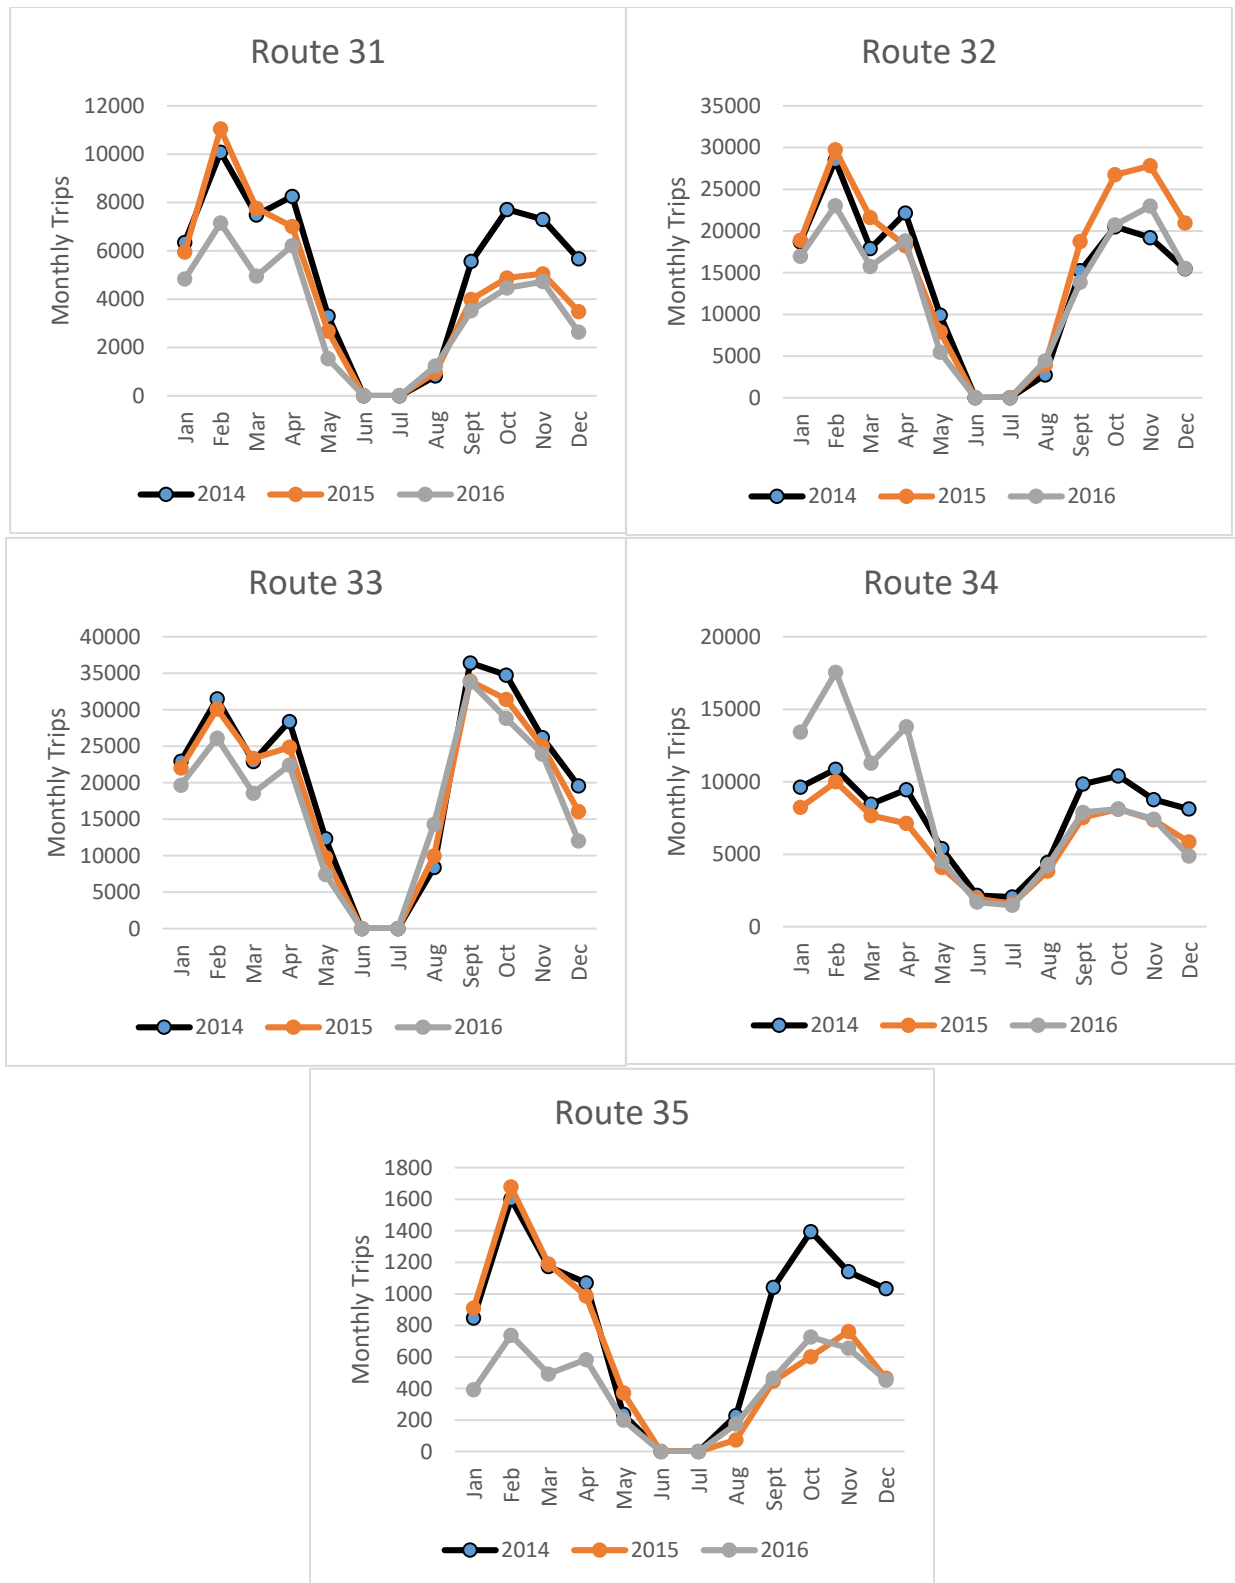 Route 31
12000
10000
8000
6000
4000
2000
0
Monthly Trips
Jan Feb Mar Apr May Jun Jul Aug Sept Oct Nov Dec
2014 2015 2016
Route 32
35000
30000
25000
20000
15000
10000
5000
0
Monthly Trips
Jan Feb Mar Apr May Jun Jul Aug Sept Oct Nov Dec
2014 2015 2016
Route 33
40000
35000
30000
25000
20000
15000
10000
5000
0
Monthly Trips
Jan Feb Mar Apr May Jun Jul Aug Sept Oct Nov Dec
2014 2015 2016
Route 34
20000
15000
10000
5000
0
Monthly Trips
Jan Feb Mar Apr May Jun Jul Aug Sept Oct Nov Dec
2014 2015 2016
Route 35
1800
1600
1400
1200
1000
800
600
400
200
0
Monthly Trips
Jan Feb Mar Apr May Jun Jul Aug Sept Oct Nov Dec
2014 2015 2016